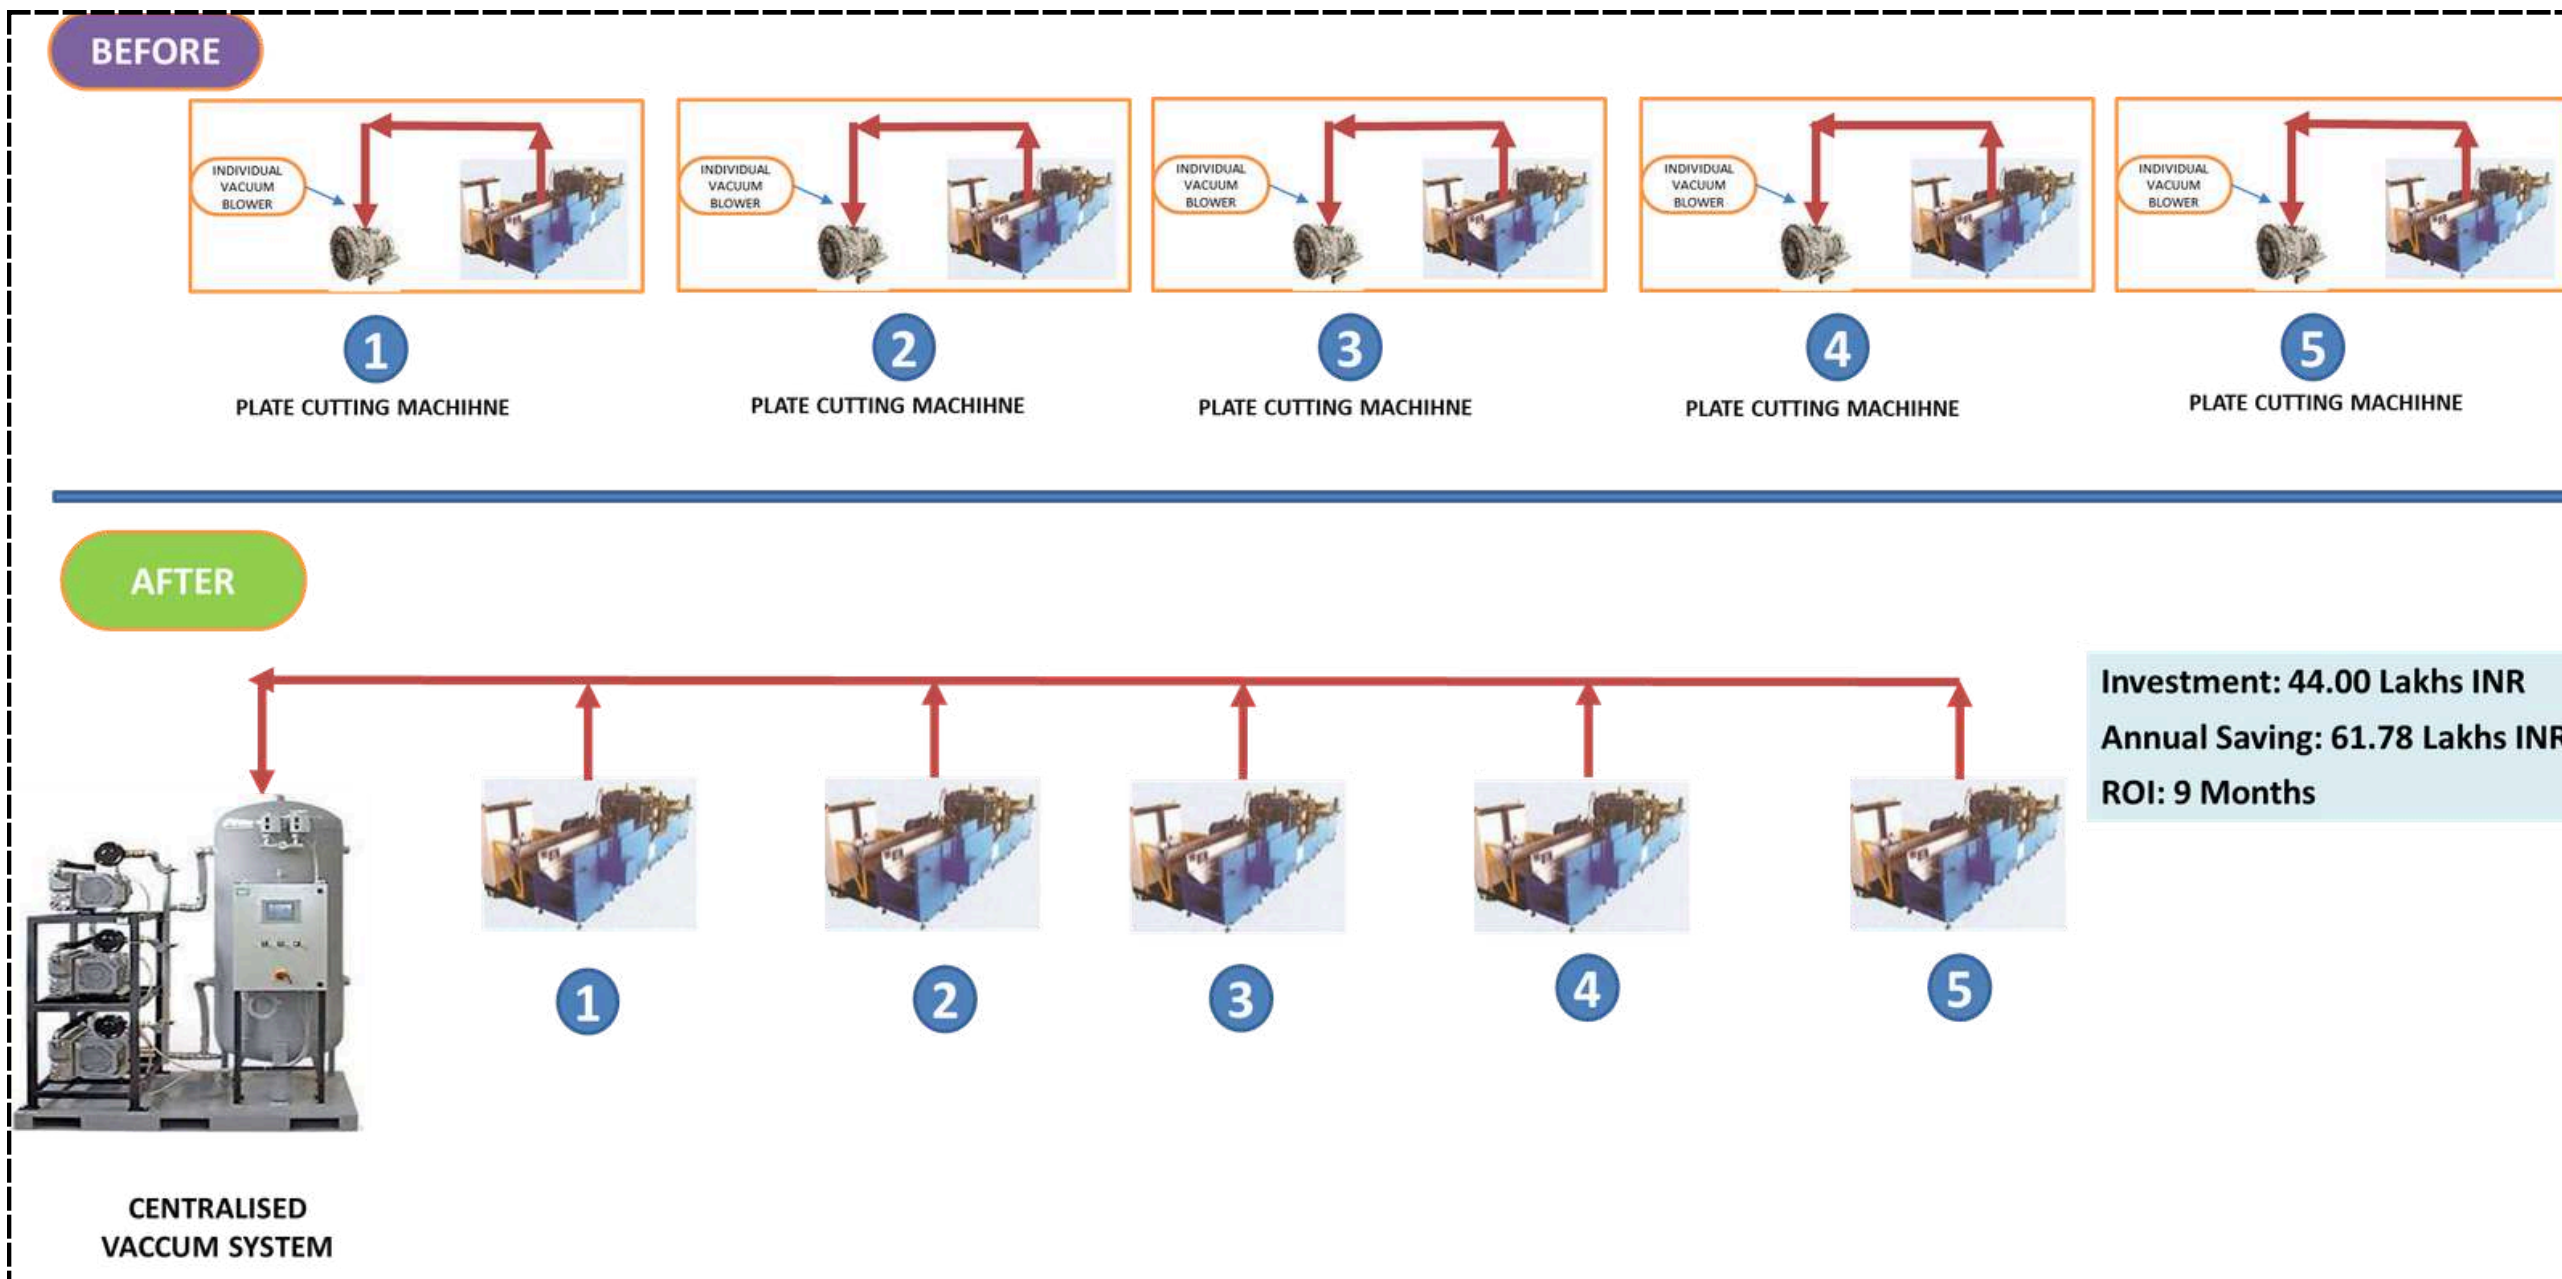 BEFORE
INDIVIDUAL
VACUUM
BLOWER
INDIVIDUAL
VACUUM
BLOWER
INDIVIDUAL
VACUUM
BLOWER
INDIVIDUAL
VACUUM
BLOWER
INDIVIDUAL
VACUUM
BLOWER
1
2
3
4
5
PLATE CUTTING MACHIHNE
PLATE CUTTING MACHIHNE
PLATE CUTTING MACHIHNE
PLATE CUTTING MACHIHNE
PLATE CUTTING MACHIHNE
AFTER
Investment: 44.00 Lakhs INR
Annual Saving: 61.78 Lakhs INR
ROI: 9 Months
1
2
3
4
5
CENTRALISED
VACCUM SYSTEM